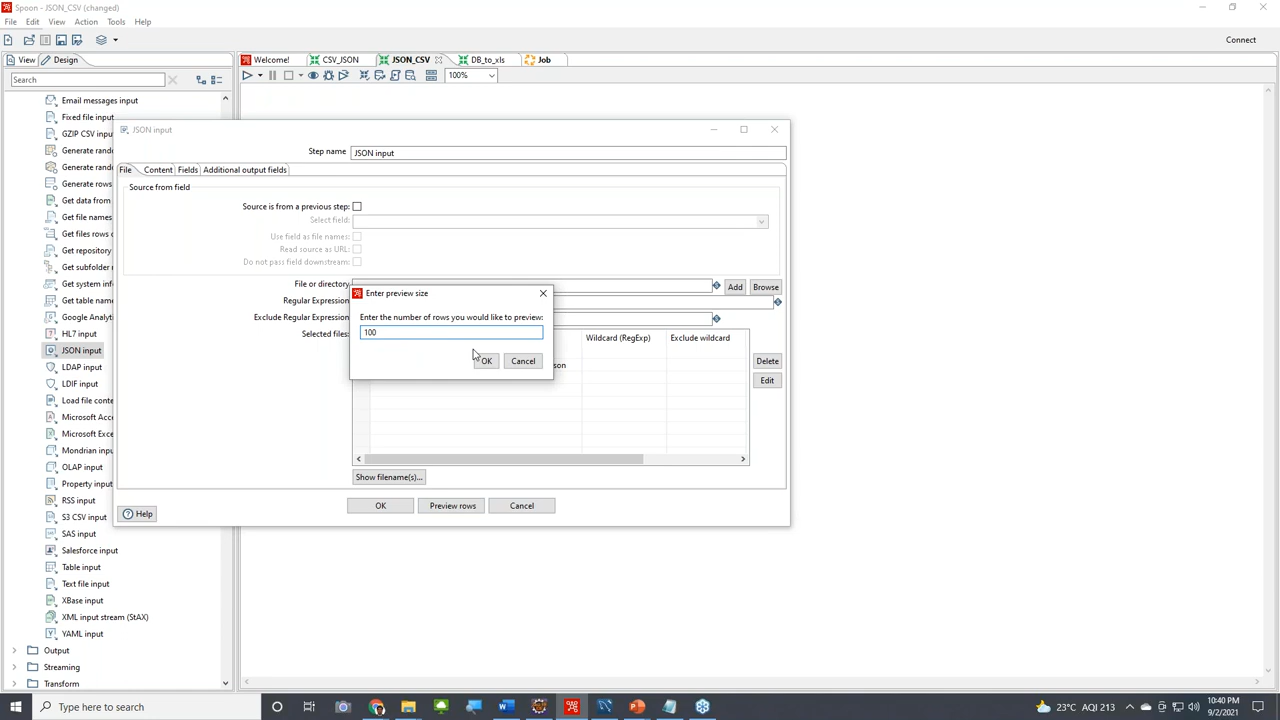 Spoon - JSON_CSV (changed)
File Edit View Action Tools Help
Connect
View Design Welcome! CSV_JSON JSON_CSV DB_to_xls Job
Search 100%
Email messages input
Fixed file input
GZIP CSV inpu
Generate rand
Generate rand
Generate rows
Get data from
Get file names
Get files rows c
Get repository
Get subfolder
Get system info
Get table name
Google Analytic
HL7 input
JSON input
LDAP input
LDIF input
Load file conte
Microsoft Acce
Microsoft Exce
Mondrian inpu
OLAP input
Property input
RSS input
S3 CSV input
SAS input
Salesforce input
Table input
Text file input
XBase input
XML input stream (StAX)
YAML input
Output
Streaming
Transform
JSON input
Step name JSON input
File Content Fields Additional output fields
Source from field
Source is from a previous step:
Select field:
Use field as file names:
Read source as URL:
Do not pass field downstream:
File or directory Add Browse
Regular Expression
Exclude Regular Expression
Selected files: Wildcard (RegExp) Exclude wildcard
son
Delete
Edit
Show filename(s)...
OK Preview rows Cancel
Help
Enter preview size
Enter the number of rows you would like to preview:
100
OK Cancel
Type here to search
23°C AQI 213
10:40 PM
9/2/2021